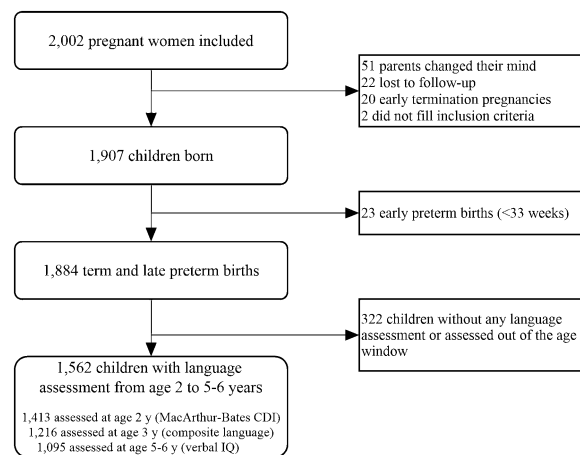 2,002 pregnant women included
51 parents changed their mind
22 lost to follow-up
20 early termination pregnancies
2 did not fill inclusion criteria
1,907 children born
23 early preterm births (<33 weeks)
1,884 term and late preterm births
322 children without any language
assessment or assessed out of the age
window
1,562 children with language
assessment from age 2 to 5-6 years
1,413 assessed at age 2 y (MacArthur-Bates CDI)
1,216 assessed at age 3 y (composite language)
1,095 assessed at age 5-6 y (verbal IQ)